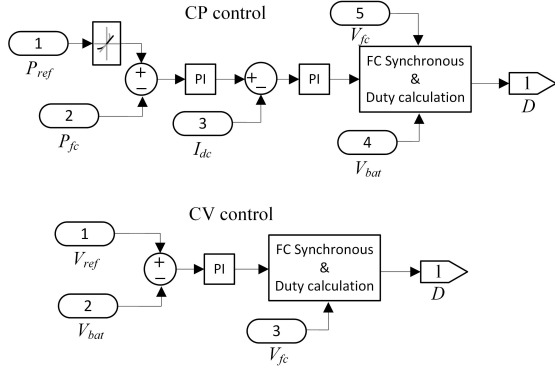 CP control
5
V_fc
1
P_ref
+
−
PI
+
−
PI
FC Synchronous
&
Duty calculation
1
D
2
P_fc
3
I_dc
4
V_bat
CV control
1
V_ref
+
−
PI
FC Synchronous
&
Duty calculation
1
D
2
V_bat
3
V_fc